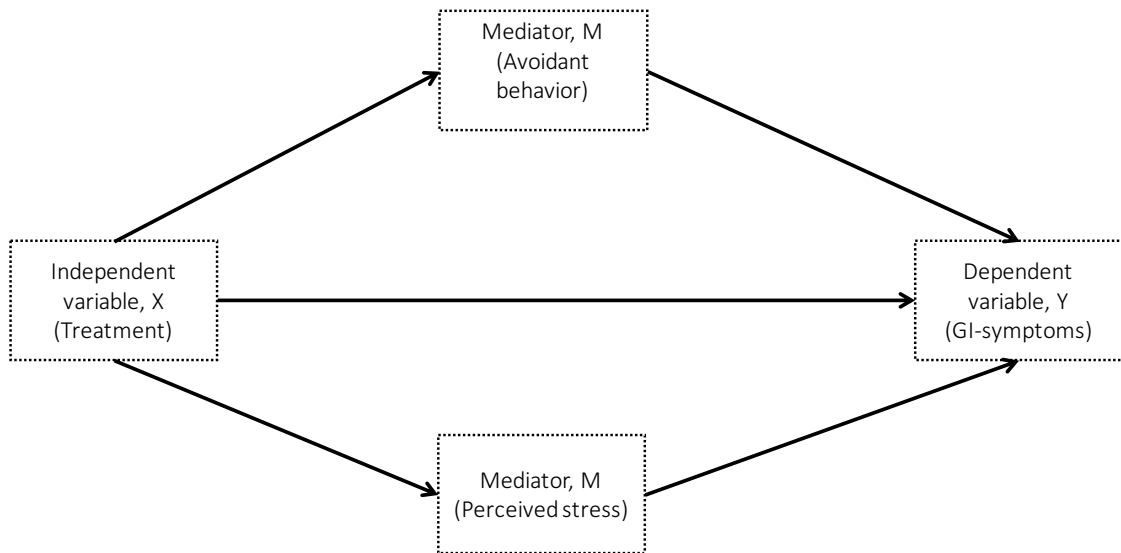 Mediator, M
(Avoidant
behavior)
Independent
variable, X
(Treatment)
Dependent
variable, Y
(GI-symptoms)
Mediator, M
(Perceived stress)